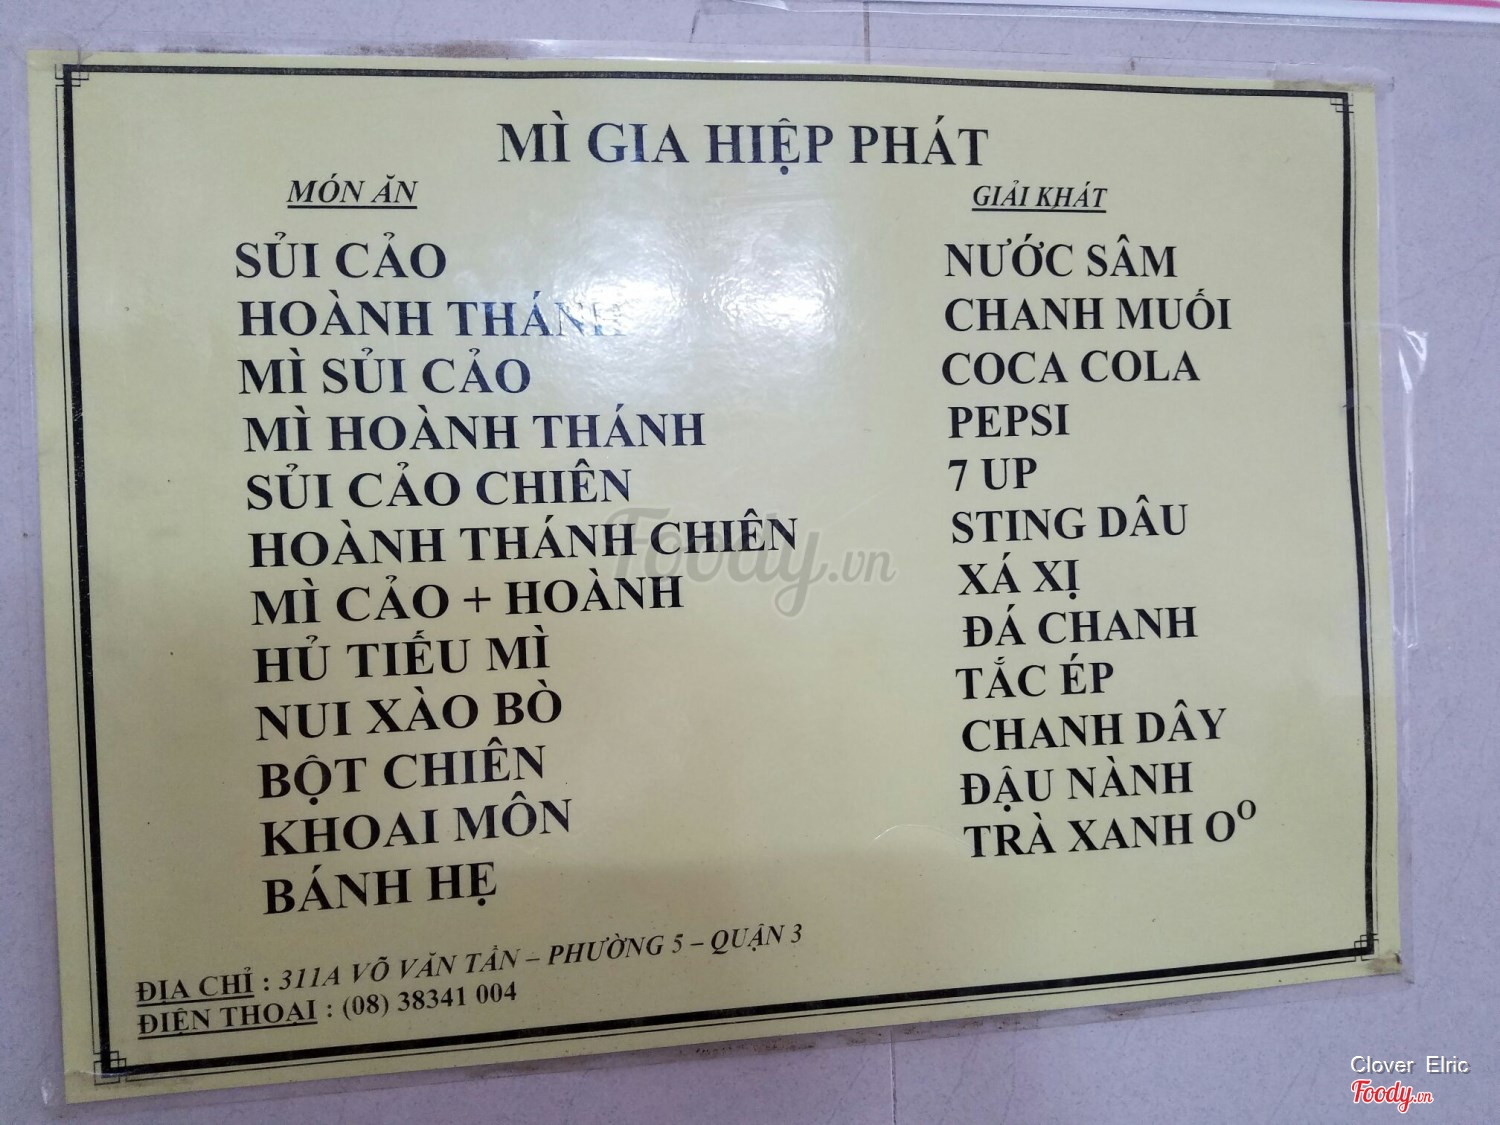 MÌ GIA HIỆP PHÁT
MÓN ĂN
SỦI CẢO
HOÀNH THÁNH
MÌ SỦI CẢO
MÌ HOÀNH THÁNH
SỦI CẢO CHIÊN
HOÀNH THÁNH CHIÊN
MÌ CẢO + HOÀNH
HỦ TIẾU MÌ
NUI XÀO BÒ
BỘT CHIÊN
KHOAI MÔN
BÁNH HẸ
GIẢI KHÁT
NƯỚC SÂM
CHANH MUỐI
COCA COLA
PEPSI
7 UP
STING DÂU
XÁ XỊ
ĐÁ CHANH
TẮC ÉP
CHANH DÂY
ĐẬU NÀNH
TRÀ XANH OO
ĐỊA CHỈ : 311A VÕ VĂN TẦN – PHƯỜNG 5 – QUẬN 3
ĐIỆN THOẠI : (08) 38341 004
Foody.vn
Clover Elric
Foody.vn